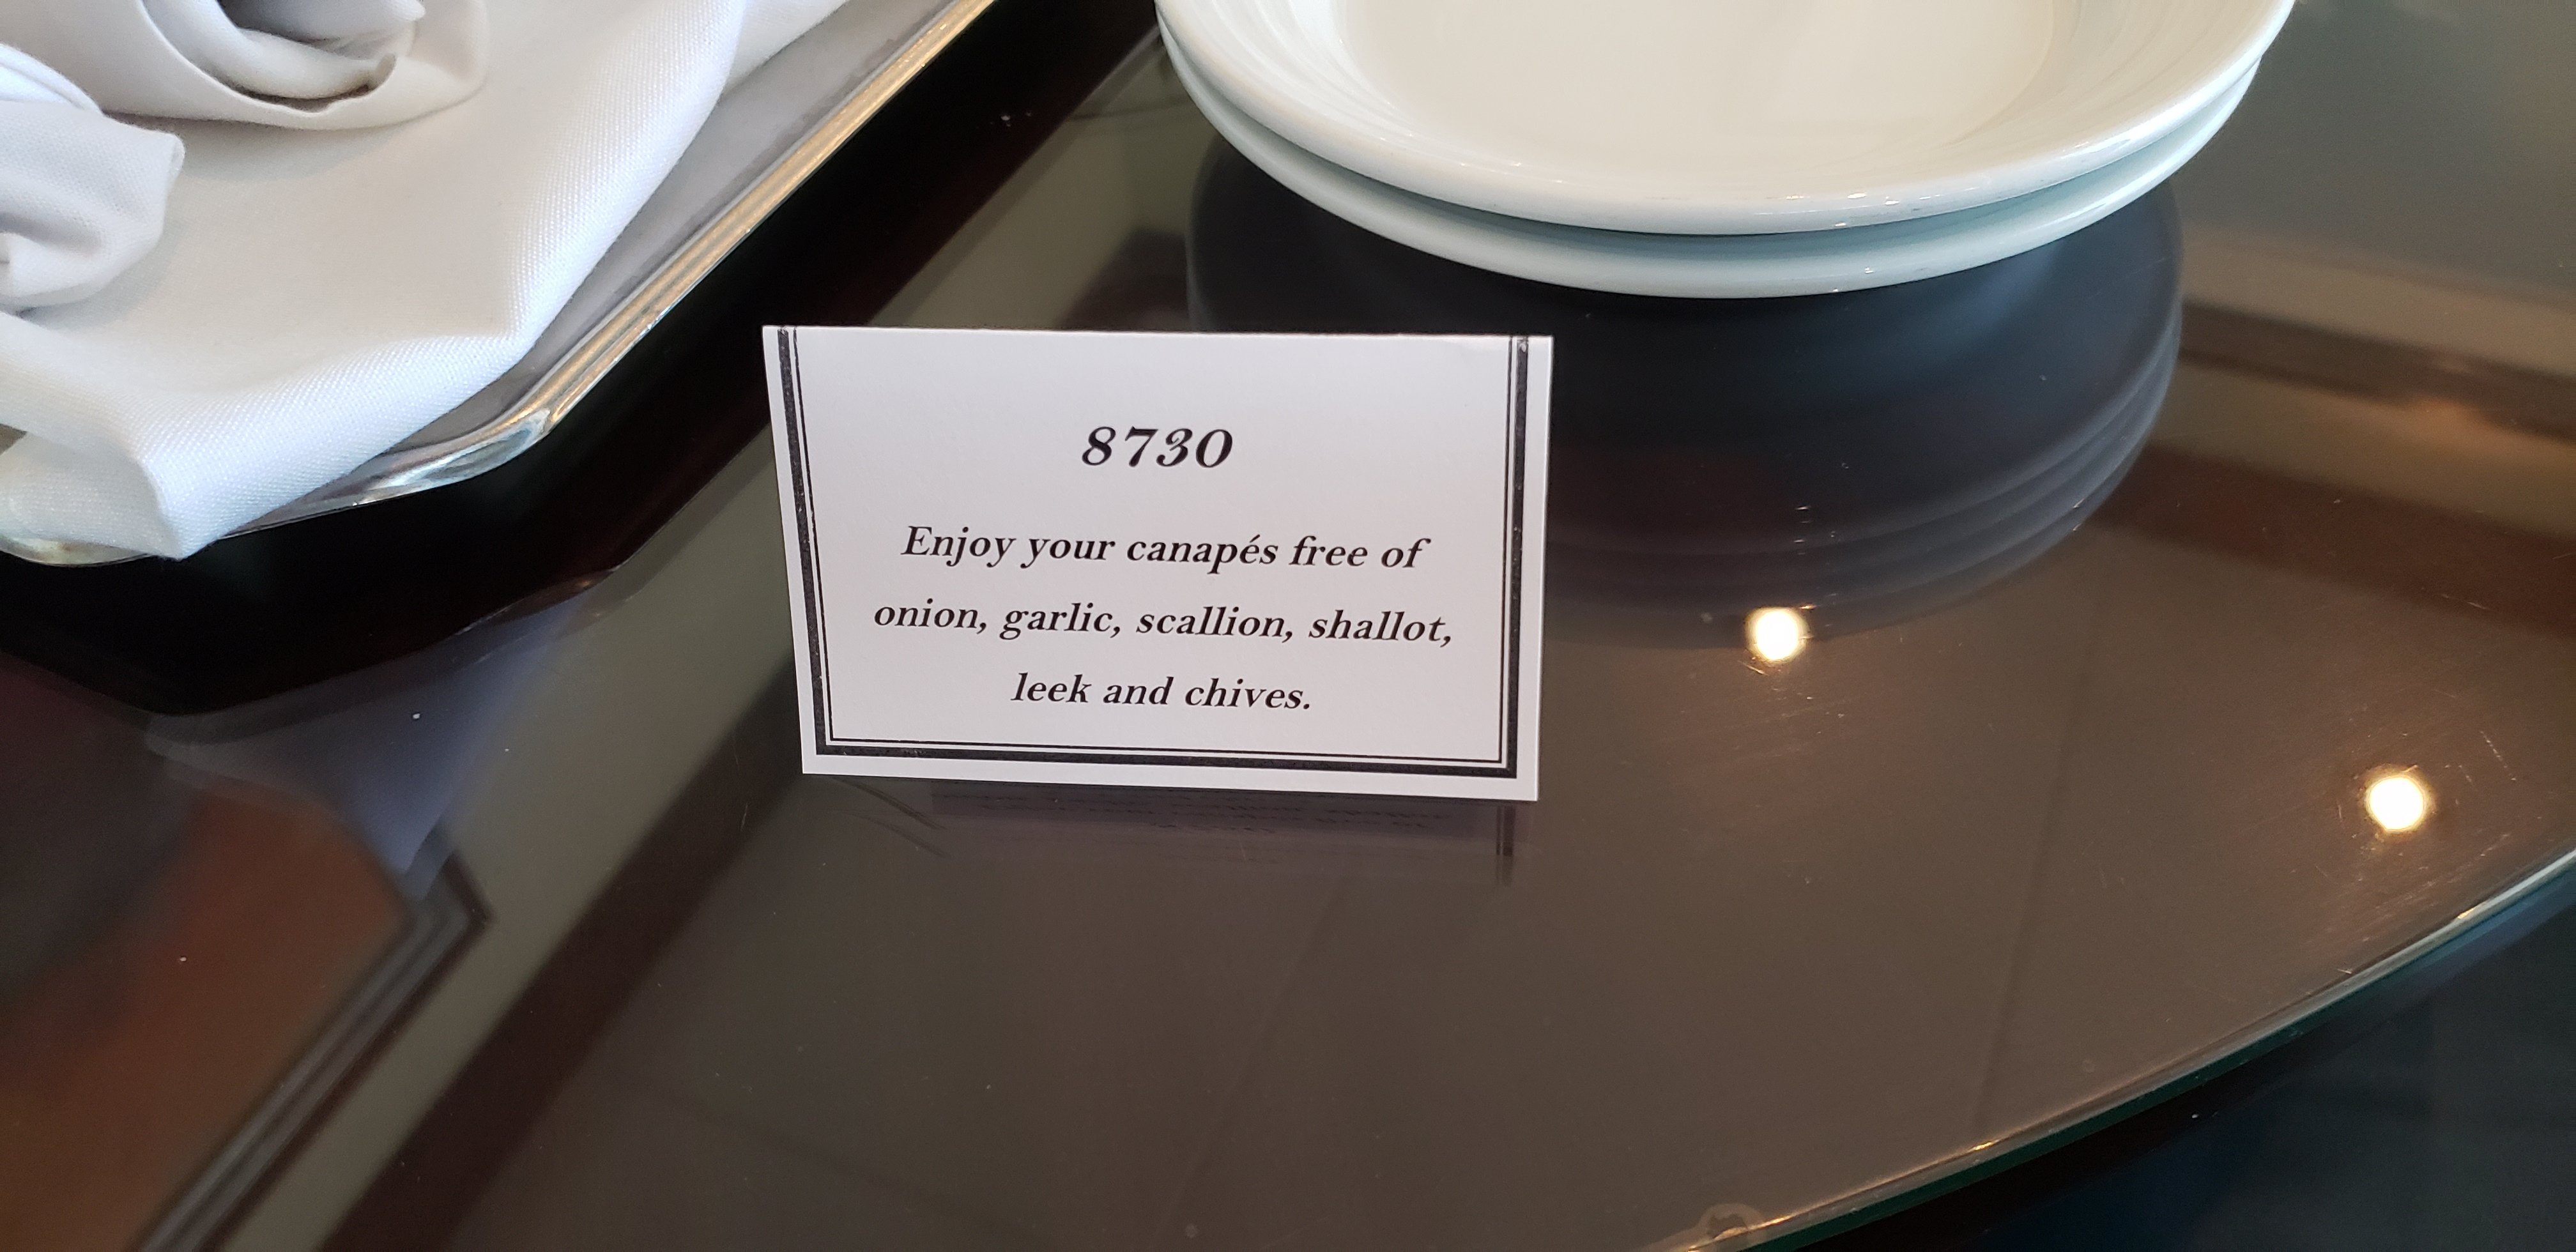 8730
Enjoy your canapés free of
onion, garlic, scallion, shallot,
leek and chives.